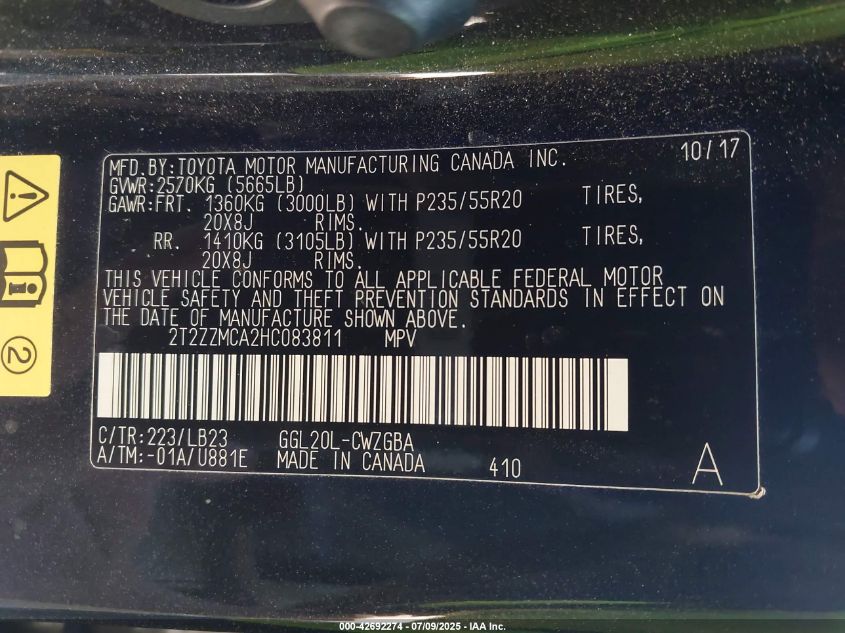 MFD.BY:TOYOTA MOTOR MANUFACTURING CANADA INC. 10/17
GVWR:2570KG (5665LB)
GAWR:FRT. 1360KG (3000LB) WITH P235/55R20 TIRES,
20X8J RIMS.
RR. 1410KG (3105LB) WITH P235/55R20 TIRES,
20X8J RIMS.
THIS VEHICLE CONFORMS TO ALL APPLICABLE FEDERAL MOTOR
VEHICLE SAFETY AND THEFT PREVENTION STANDARDS IN EFFECT ON
THE DATE OF MANUFACTURE SHOWN ABOVE.
2T2ZZMCA2HC083811 MPV
C/TR:223/LB23 GGL20L-CWZGBA
A/TM:-01A/U881E MADE IN CANADA 410 A
2
000-42692274 - 07/09/2025 - IAA Inc.